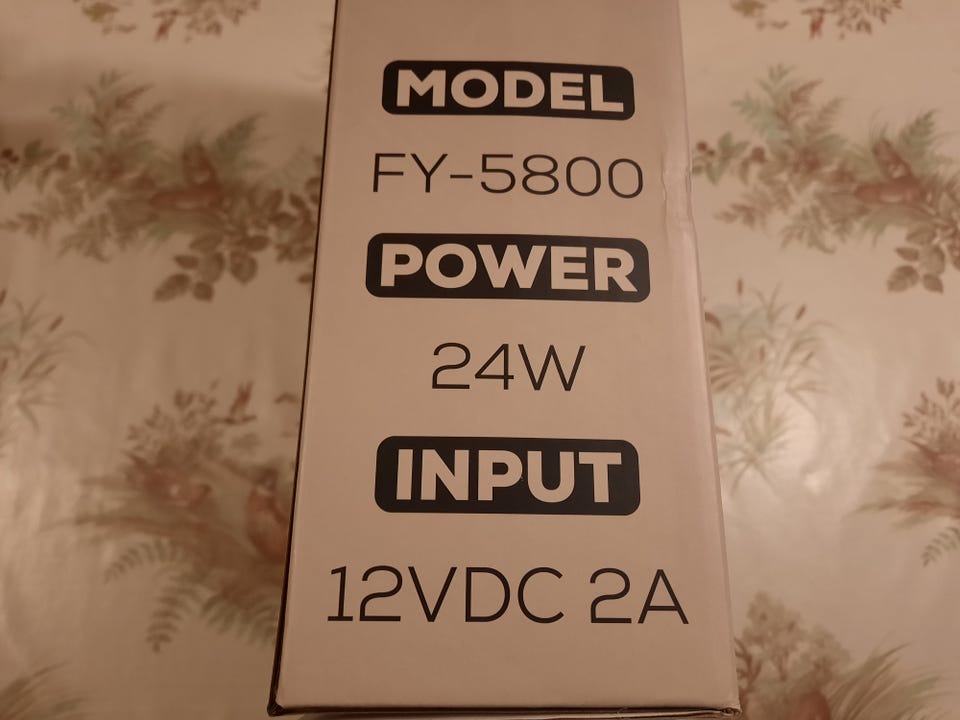 MODEL
FY-5800
POWER
24W
INPUT
12VDC 2A